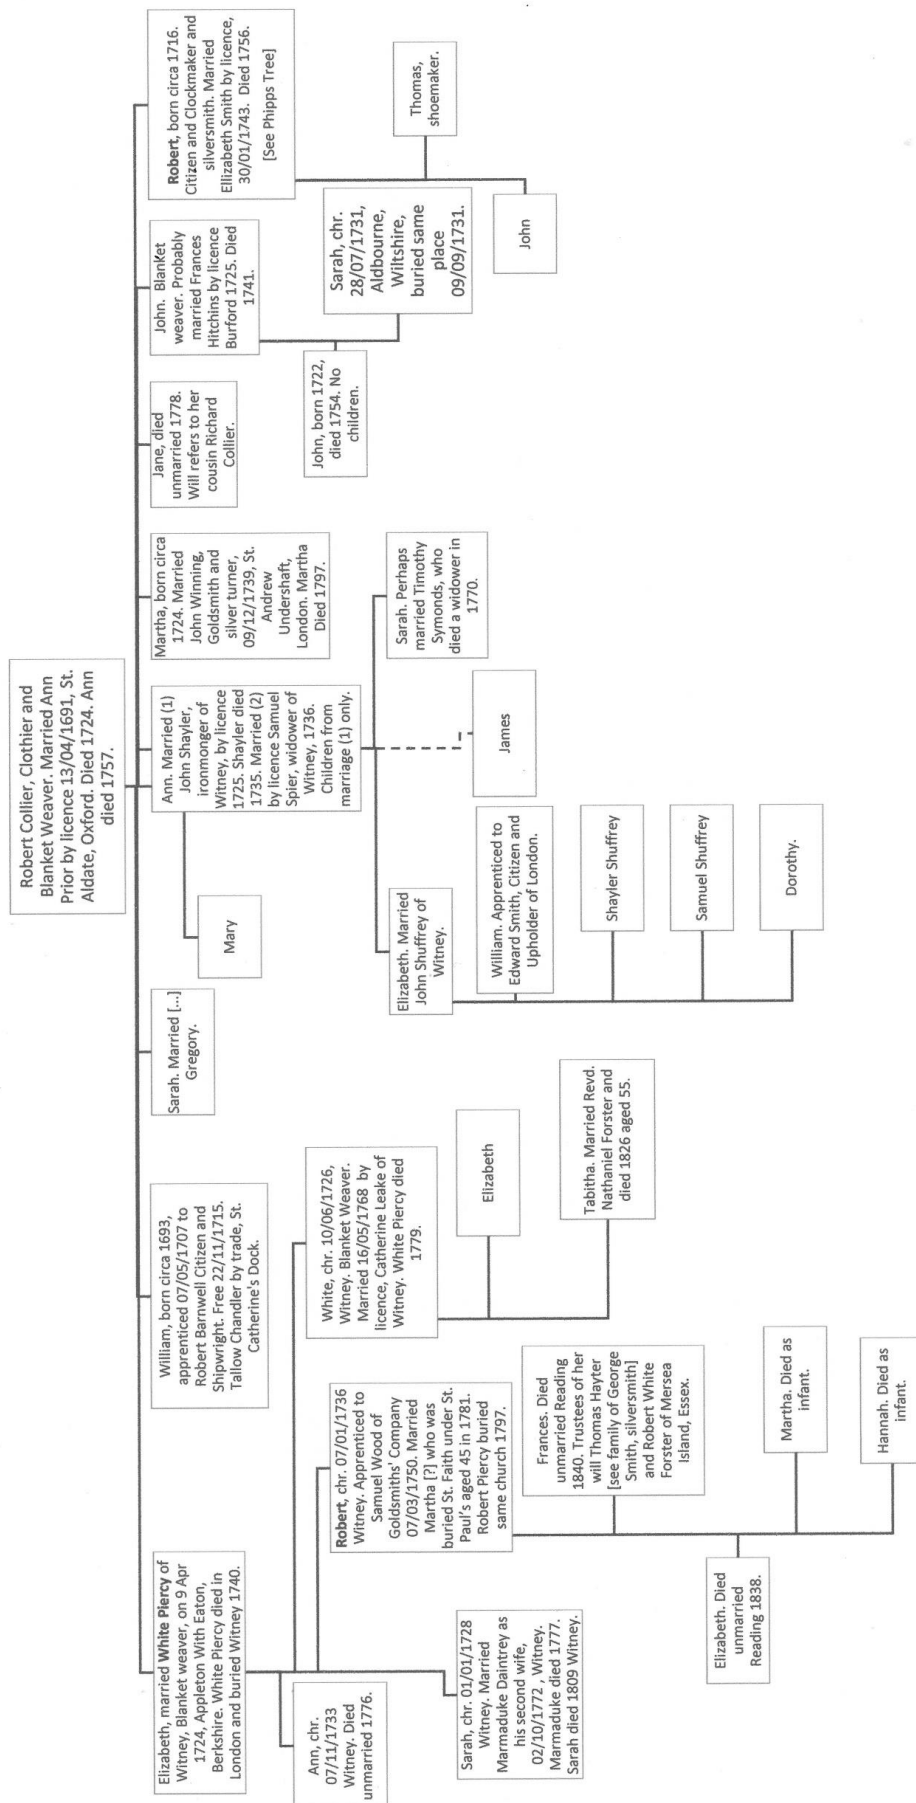 Robert Collier, Clothier and
Blanket Weaver. Married Ann
Prior by licence 13/04/1691, St.
Aldate, Oxford. Died 1724. Ann
died 1757.
Elizabeth, married White Piercy of
Witney, Blanket weaver, on 9 Apr
1724, Appleton With Eaton,
Berkshire. White Piercy died in
London and buried Witney 1740.
William, born circa 1693,
apprenticed 07/05/1707 to
Robert Barnwell Citizen and
Shipwright. Free 22/11/1715.
Tallow Chandler by trade, St.
Catherine's Dock.
Sarah. Married [...]
Gregory.
Mary
Ann. Married (1)
John Shayler,
ironmonger of
Witney, by licence
1725. Shayler died
1735. Married (2)
by licence Samuel
Spier, widower of
Witney, 1736.
Children from
marriage (1) only.
Martha, born circa
1724. Married
John Winning,
Goldsmith and
silver turner,
09/12/1739, St.
Andrew
Undershaft,
London. Martha
Died 1797.
Jane, died
unmarried 1778.
Will refers to her
cousin Richard
Collier.
John. Blanket
weaver. Probably
married Frances
Hitchins by licence
Burford 1725. Died
1741.
Robert, born circa 1716.
Citizen and Clockmaker and
silversmith. Married
Ellizabeth Smith by licence,
30/01/1743. Died 1756.
[See Phipps Tree]
Ann, chr.
07/11/1733
Witney. Died
unmarried 1776.
Sarah, chr. 01/01/1728
Witney. Married
Marmaduke Daintrey as
his second wife,
02/10/1772 , Witney.
Marmaduke died 1777.
Sarah died 1809 Witney.
Robert, chr. 07/01/1736
Witney. Apprenticed to
Samuel Wood of
Goldsmiths' Company
07/03/1750. Married
Martha [?] who was
buried St. Faith under St.
Paul's aged 45 in 1781.
Robert Piercy buried
same church 1797.
White, chr. 10/06/1726,
Witney. Blanket Weaver.
Married 16/05/1768 by
licence, Catherine Leake of
Witney. White Piercy died
1779.
Elizabeth
Tabitha. Married Revd.
Nathaniel Forster and
died 1826 aged 55.
Elizabeth. Died
unmarried
Reading 1838.
Frances. Died
unmarried Reading
1840. Trustees of her
will Thomas Hayter
[see family of George
Smith, silversmith]
and Robert White
Forster of Mersea
Island, Essex.
Martha. Died as
infant.
Hannah. Died as
infant.
Elizabeth. Married
John Shuffrey of
Witney.
William. Apprenticed to
Edward Smith, Citizen and
Upholder of London.
Shayler Shuffrey
Samuel Shuffrey
Dorothy.
James
Sarah. Perhaps
married Timothy
Symonds, who
died a widower in
1770.
John, born 1722,
died 1754. No
children.
Sarah, chr.
28/07/1731,
Aldbourne,
Wiltshire,
buried same
place
09/09/1731.
John
Thomas,
shoemaker.